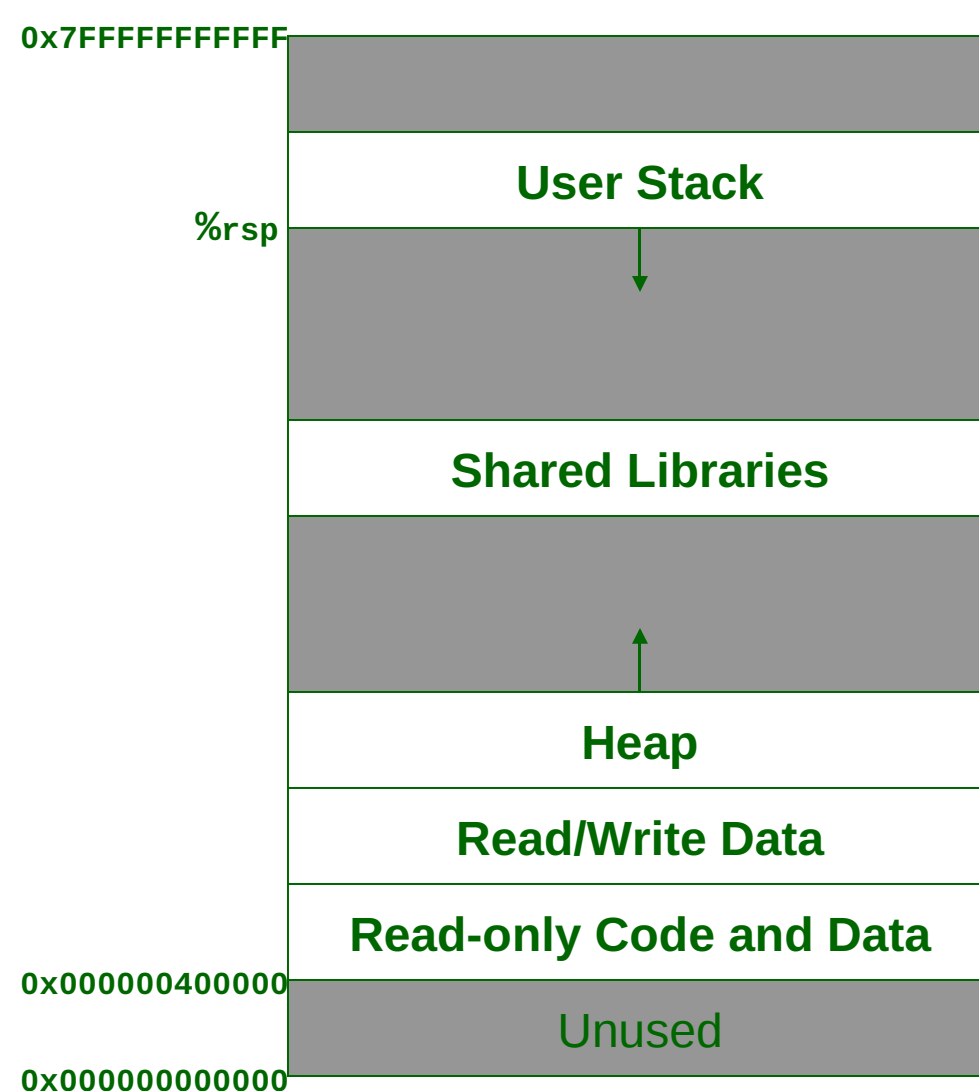 0x7FFFFFFFFFFF
User Stack
%rsp
Shared Libraries
Heap
Read/Write Data
Read-only Code and Data
0x000000400000
Unused
0x000000000000